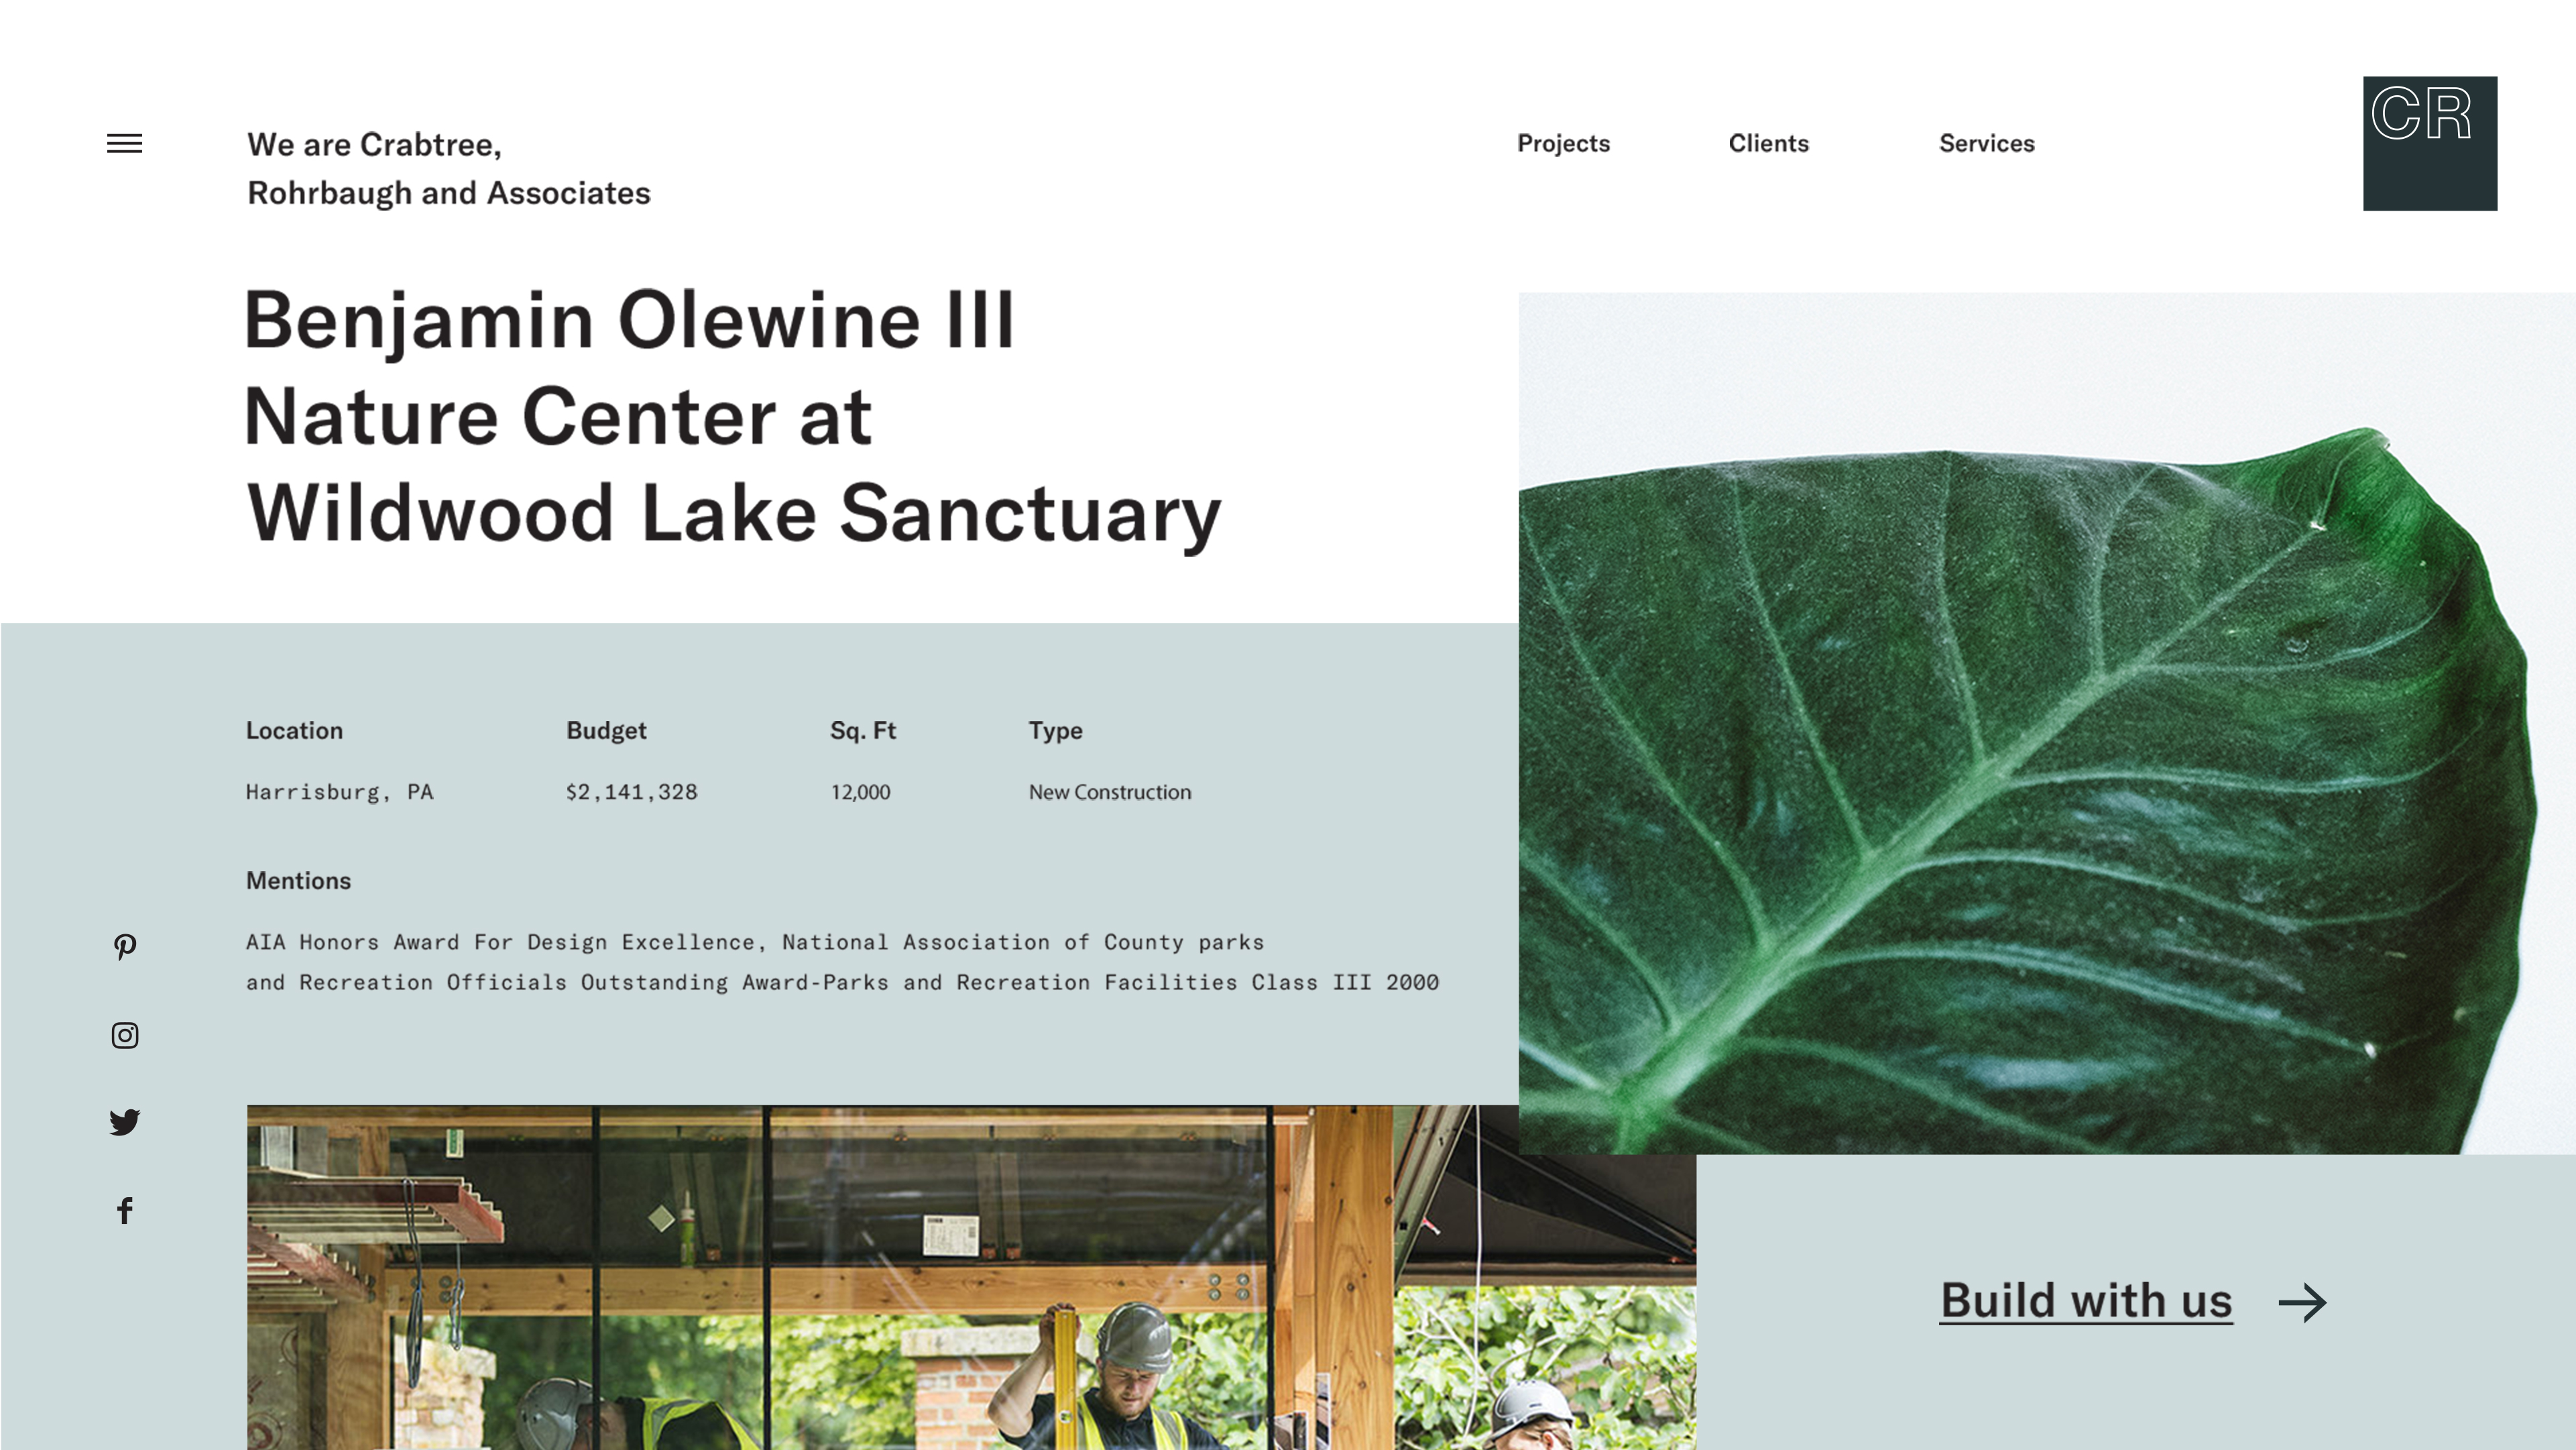 We are Crabtree,
Rohrbaugh and Associates
Projects
Clients
Services
CR
Benjamin Olewine III
Nature Center at
Wildwood Lake Sanctuary
Location
Budget
Sq. Ft
Type
Harrisburg, PA
$2,141,328
12,000
New Construction
Mentions
AIA Honors Award For Design Excellence, National Association of County parks
and Recreation Officials Outstanding Award-Parks and Recreation Facilities Class III 2000
Build with us